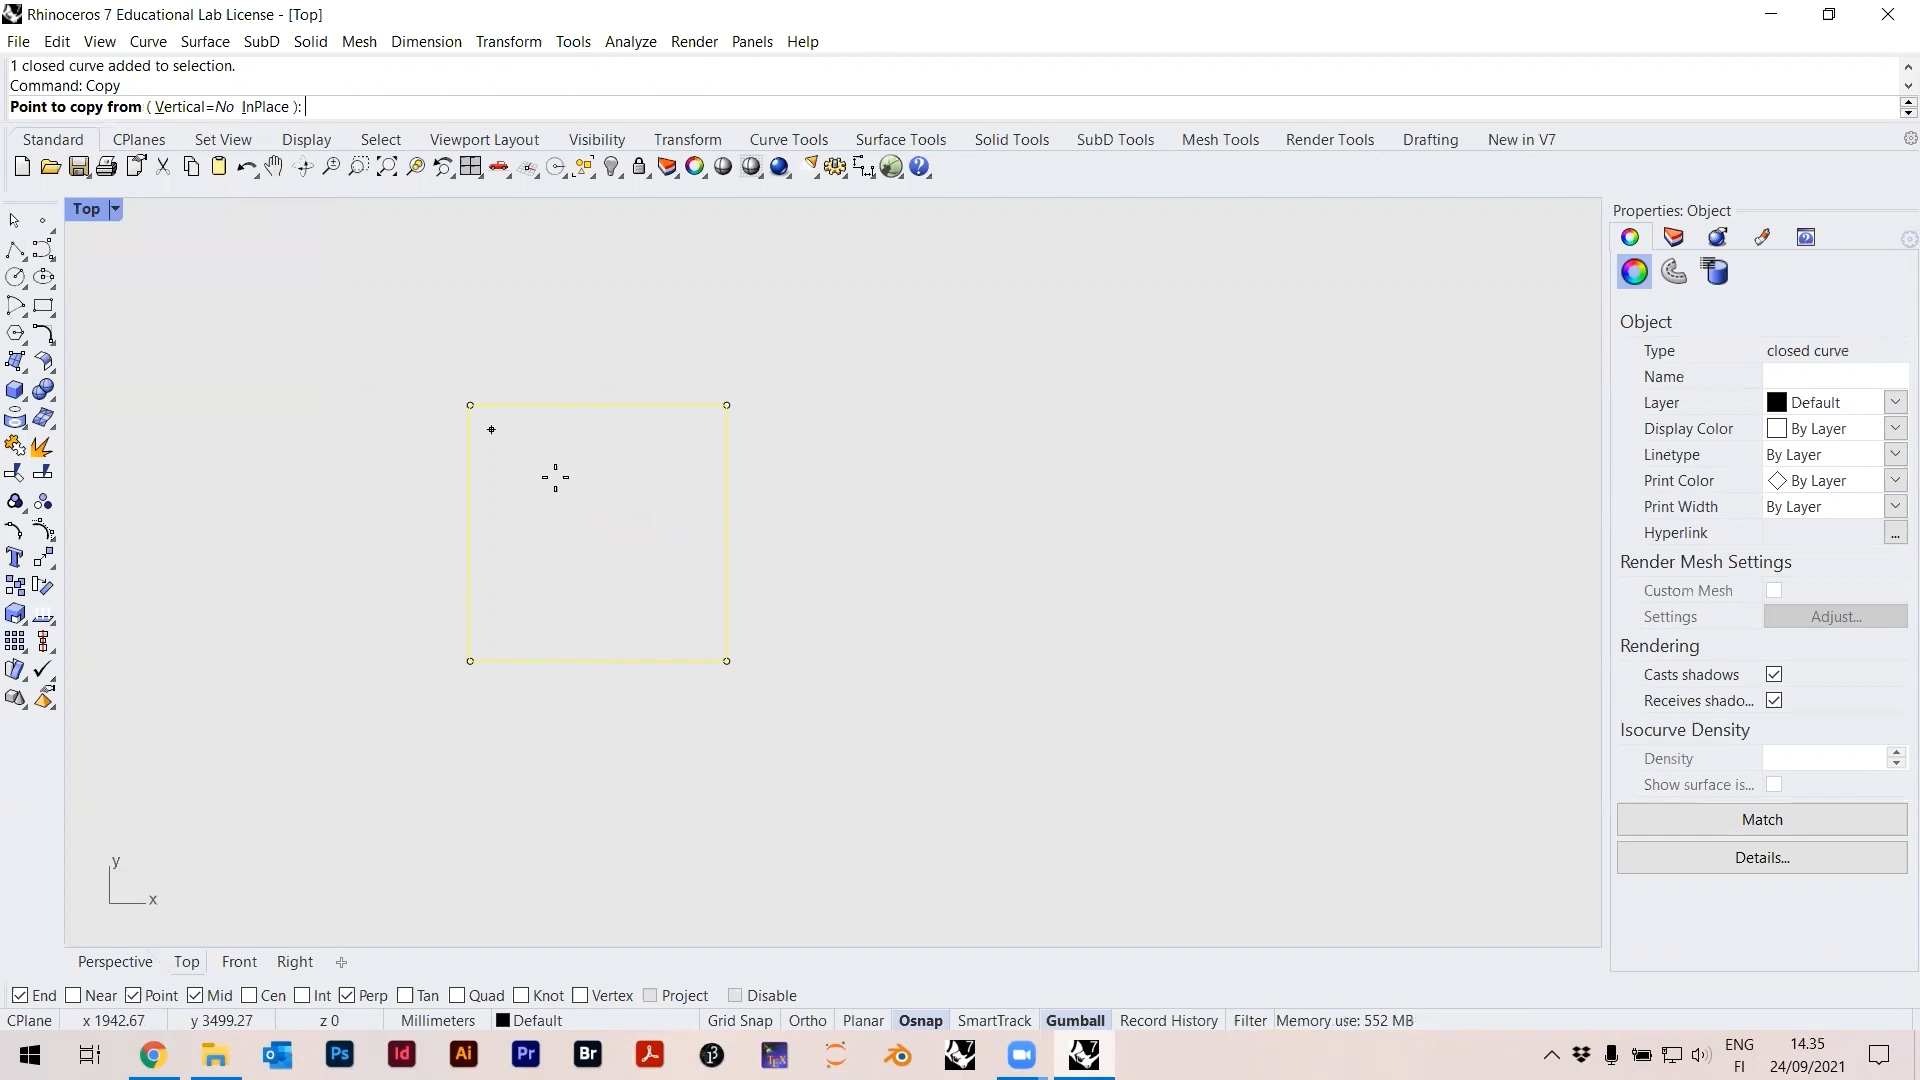 Rhinoceros 7 Educational Lab License - [Top]
File Edit View Curve Surface SubD Solid Mesh Dimension Transform Tools Analyze Render Panels Help
1 closed curve added to selection.
Command: Copy
Point to copy from ( Vertical=No InPlace ):
Standard CPlanes Set View Display Select Viewport Layout Visibility Transform Curve Tools Surface Tools Solid Tools SubD Tools Mesh Tools Render Tools Drafting New in V7
Top
Properties: Object
Object
Type closed curve
Name
Layer Default
Display Color By Layer
Linetype By Layer
Print Color By Layer
Print Width By Layer
Hyperlink ...
Render Mesh Settings
Custom Mesh
Settings Adjust...
Rendering
Casts shadows
Receives shado...
Isocurve Density
Density
Show surface is...
Match
Details...
y
x
Perspective Top Front Right
End Near Point Mid Cen Int Perp Tan Quad Knot Vertex Project Disable
CPlane x 1942.67 y 3499.27 z 0 Millimeters Default Grid Snap Ortho Planar Osnap SmartTrack Gumball Record History Filter Memory use: 552 MB
Ps Id Ai Pr Br TEX 7 7
ENG 14.35
FI 24/09/2021